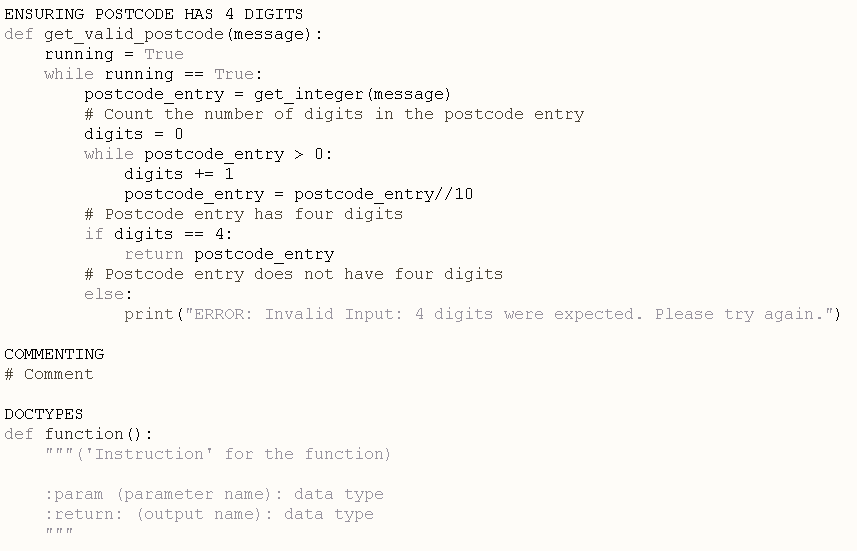 ENSURING POSTCODE HAS 4 DIGITS
def get_valid_postcode(message):
    running = True
    while running == True:
        postcode_entry = get_integer(message)
        # Count the number of digits in the postcode entry
        digits = 0
        while postcode_entry > 0:
            digits += 1
            postcode_entry = postcode_entry//10
        # Postcode entry has four digits
        if digits == 4:
            return postcode_entry
        # Postcode entry does not have four digits
        else:
            print("ERROR: Invalid Input: 4 digits were expected. Please try again.")

COMMENTING
# Comment

DOCTYPES
def function():
    """('Instruction' for the function)

    :param (parameter name): data type
    :return: (output name): data type
    """